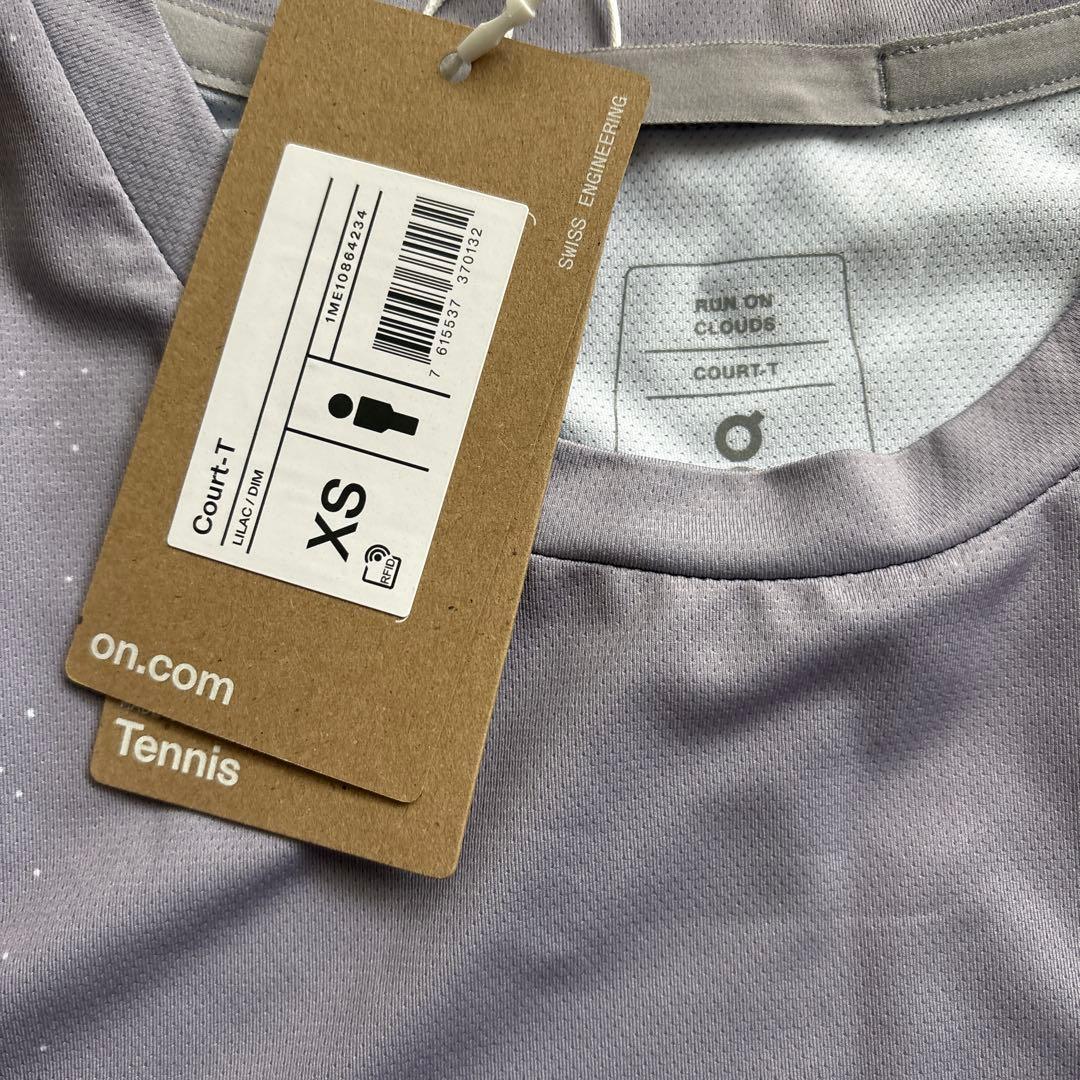 SWISS ENGINEERING
Court-T
LILAC / DIM
1ME10864234
7 615537 370132
XS
RFID
on.com
Tennis
RUN ON
CLOUDS
COURT-T